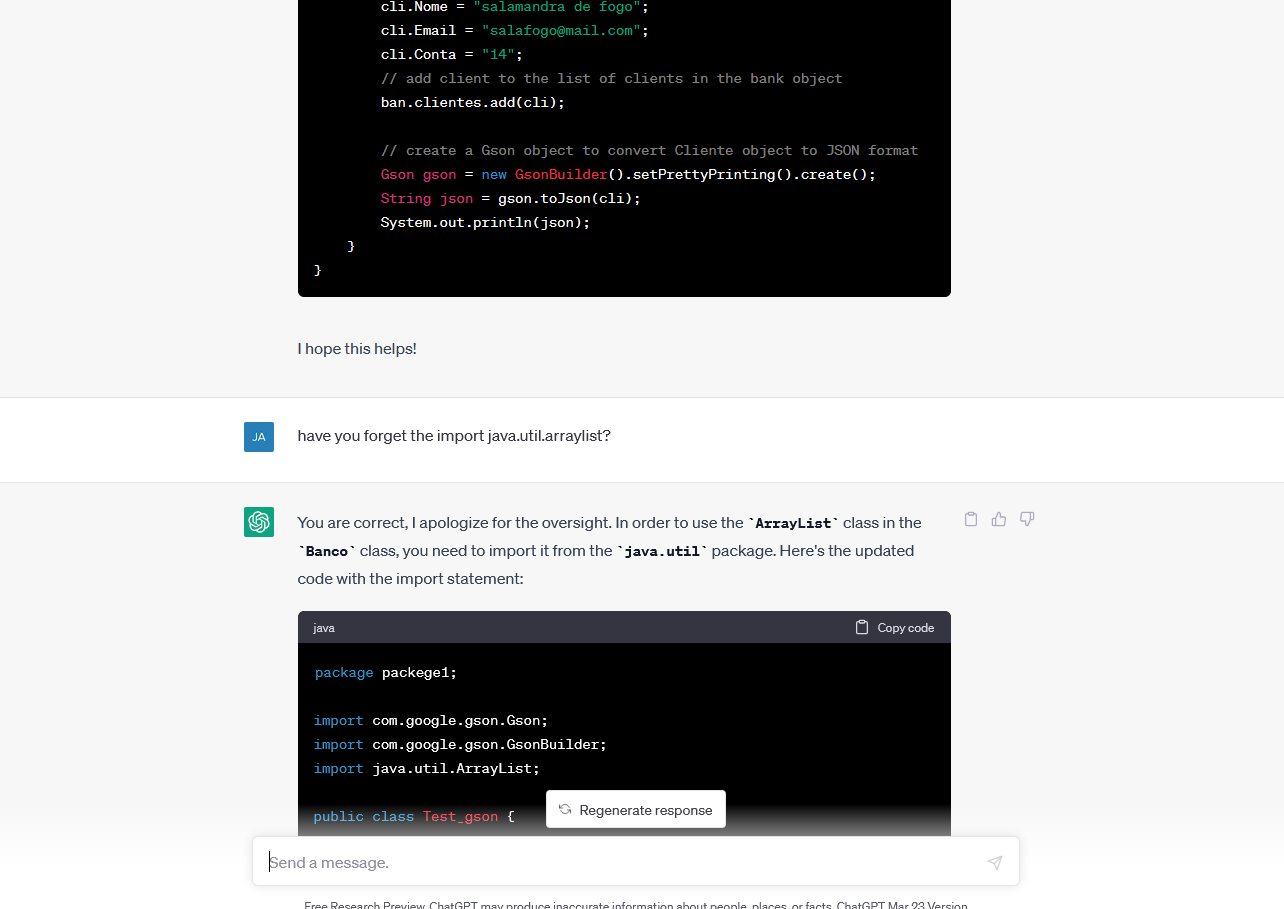 cli.Nome = "salamandra de fogo";
cli.Email = "salafogo@mail.com";
cli.Conta = "14";
// add client to the list of clients in the bank object
ban.clientes.add(cli);
// create a Gson object to convert Cliente object to JSON format
Gson gson = new GsonBuilder().setPrettyPrinting().create();
String json = gson.toJson(cli);
System.out.println(json);
}
}
I hope this helps!
JA
have you forget the import java.util.arraylist?
You are correct, I apologize for the oversight. In order to use the `ArrayList` class in the
`Banco` class, you need to import it from the `java.util` package. Here's the updated
code with the import statement:
java
Copy code
package packege1;
import com.google.gson.Gson;
import com.google.gson.GsonBuilder;
import java.util.ArrayList;
public class Test_gson {
Regenerate response
Send a message.
Free Research Preview. ChatGPT may produce inaccurate information about people, places, or facts. ChatGPT Mar 23 Version